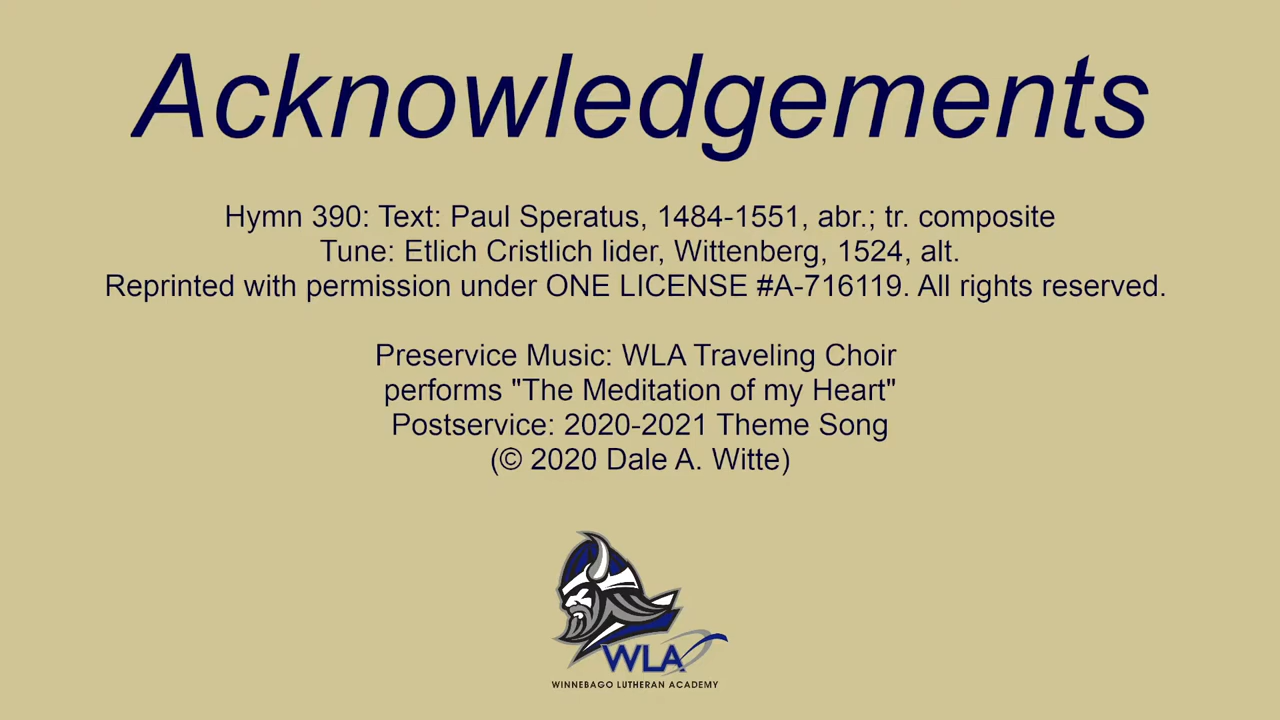 Acknowledgements
Hymn 390: Text: Paul Speratus, 1484-1551, abr.; tr. composite
Tune: Etlich Cristlich lider, Wittenberg, 1524, alt.
Reprinted with permission under ONE LICENSE #A-716119. All rights reserved.
Preservice Music: WLA Traveling Choir
performs "The Meditation of my Heart"
Postservice: 2020-2021 Theme Song
(© 2020 Dale A. Witte)
WLA
WINNEBAGO LUTHERAN ACADEMY